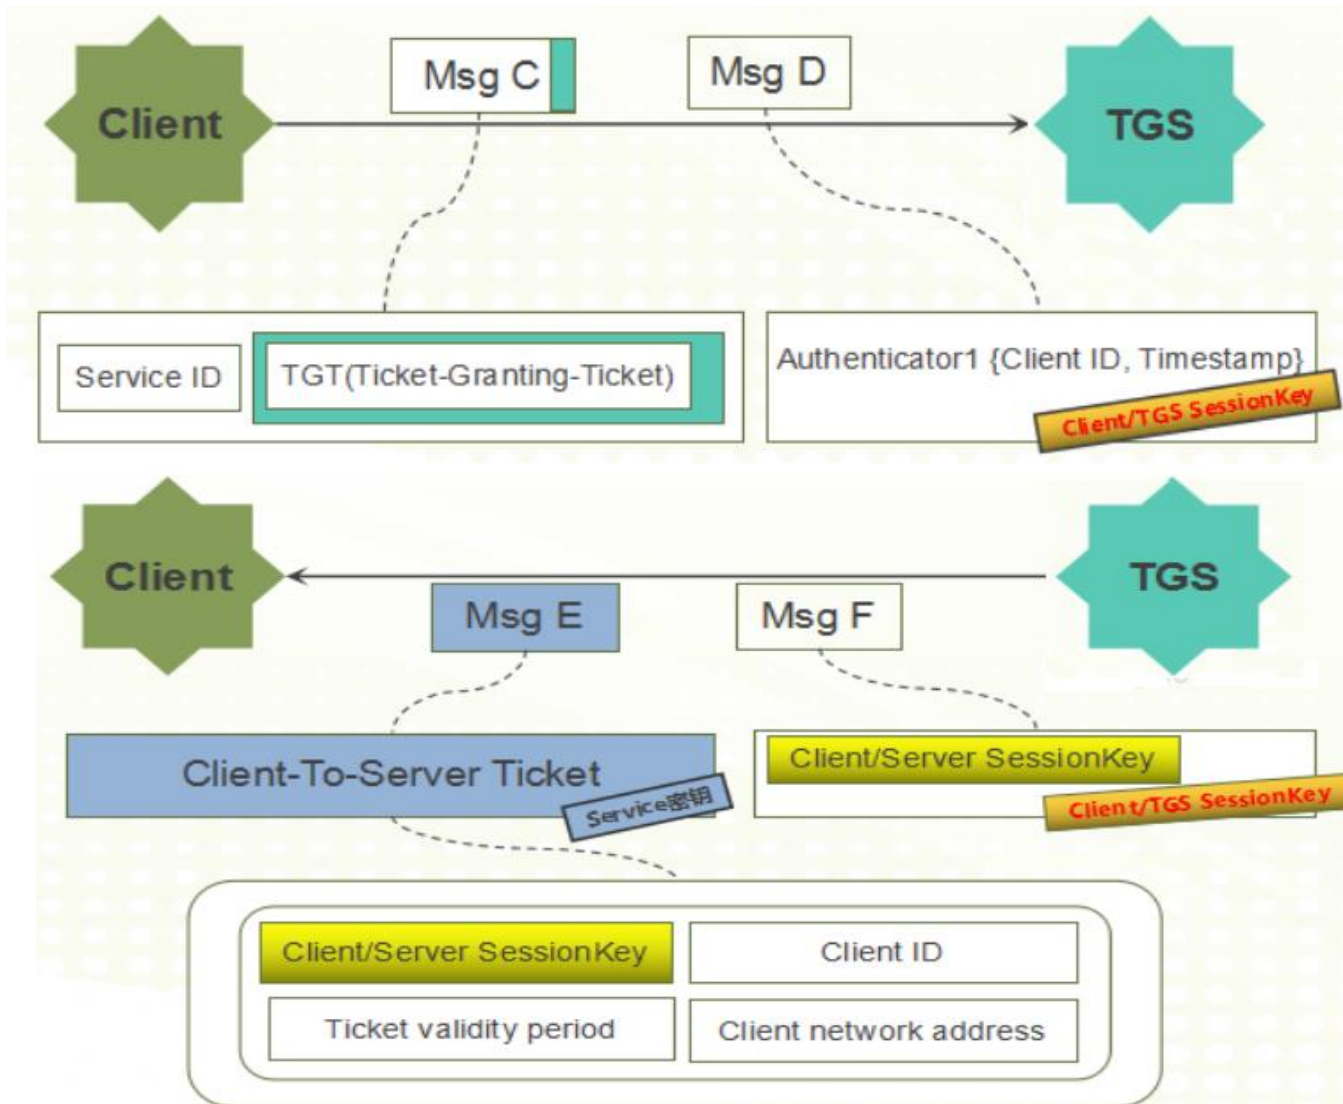 Msg C
Msg D
Client
TGS
Service ID
TGT(Ticket-Granting-Ticket)
Authenticator1 {Client ID, Timestamp}
Client/TGS SessionKey
Client
TGS
Msg E
Msg F
Client-To-Server Ticket
Service密钥
Client/Server SessionKey
Client/TGS SessionKey
Client/Server SessionKey
Client ID
Ticket validity period
Client network address